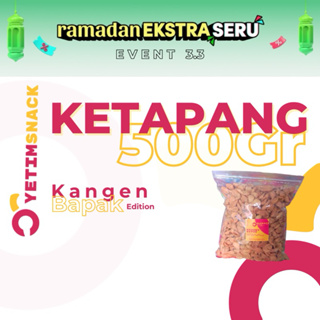 ramadan EKSTRA SERU
EVENT 3.3
YETIMSNACK
KETAPANG
500Gr
Kangen
Bapak Edition